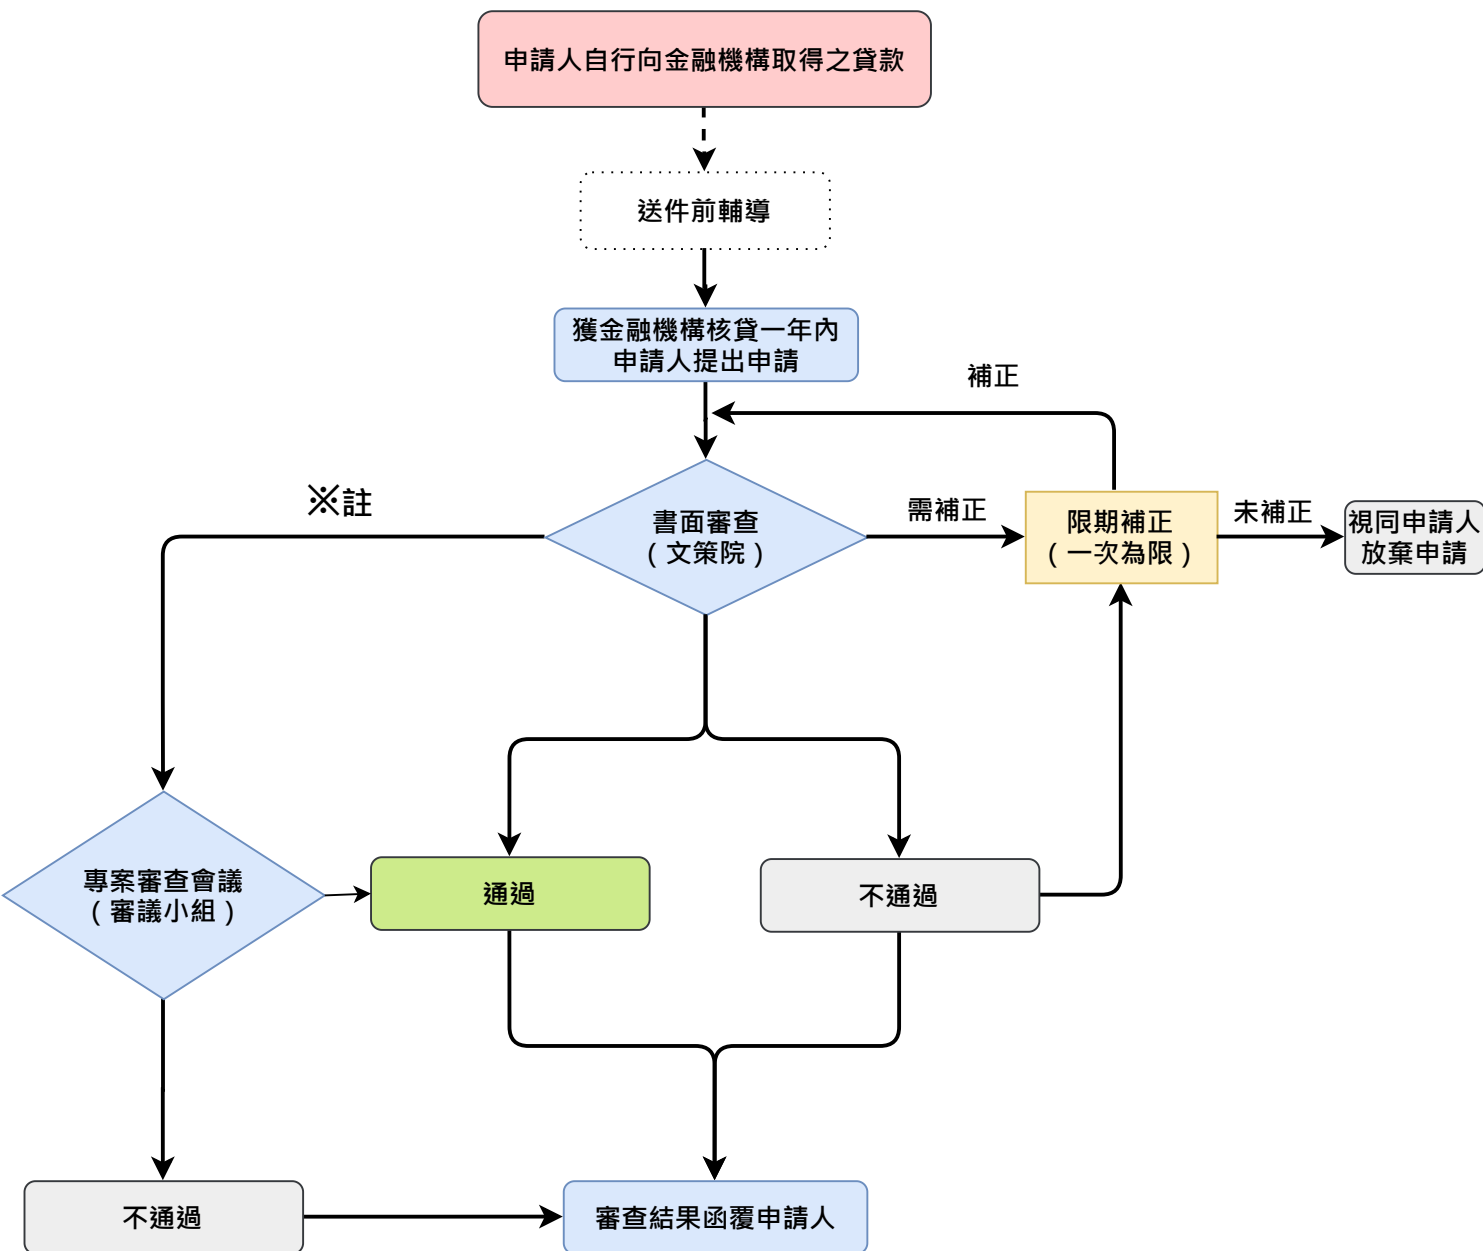 申請人自行向金融機構取得之貸款
送件前輔導
獲金融機構核貸一年內
申請人提出申請
補正
※註
書面審查
（文策院）
需補正
限期補正
（一次為限）
未補正
視同申請人
放棄申請
專案審查會議
（審議小組）
通過
不通過
不通過
審查結果函覆申請人